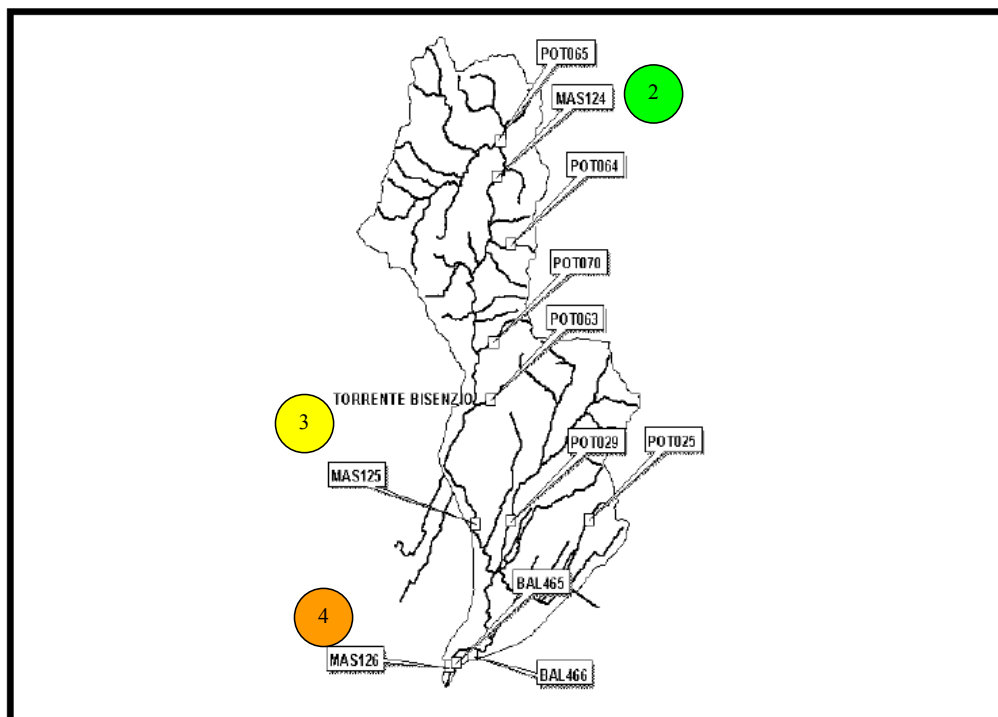 POT065
MAS124
2
POT064
POT070
POT063
TORRENTE BISENZIO
3
POT029
POT025
MAS125
BAL465
4
MAS126
BAL466